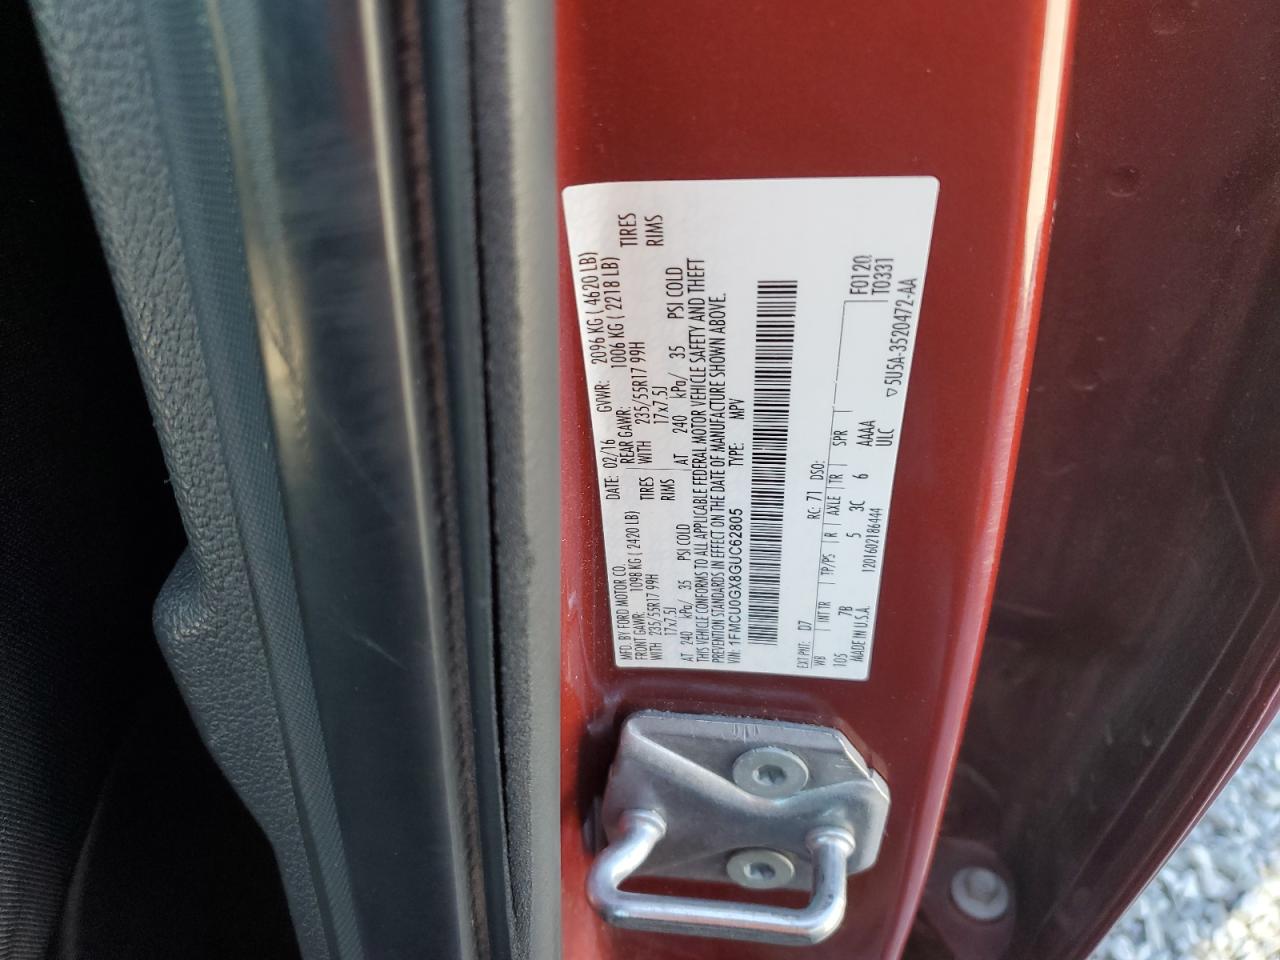 MFD. BY FORD MOTOR CO.
DATE: 02/16 GVWR: 2096 KG ( 4620 LB)
FRONT GAWR: 1098 KG ( 2420 LB) REAR GAWR: 1006 KG ( 2218 LB)
WITH 235/55R17 99H TIRES WITH 235/55R17 99H TIRES
17x7.5J RIMS 17x7.5J RIMS
AT 240 kPa/ 35 PSI COLD AT 240 kPa/ 35 PSI COLD
THIS VEHICLE CONFORMS TO ALL APPLICABLE FEDERAL MOTOR VEHICLE SAFETY AND THEFT
PREVENTION STANDARDS IN EFFECT ON THE DATE OF MANUFACTURE SHOWN ABOVE.
VIN: 1FMCU0GX8GUC62805 TYPE: MPV
EXT PNT: D7 RC: 71 DSO: F0120
WB INT TR TP/PS R AXLE TR SPR T0331
105 7B 5 3C 6 AAAA ▽5U5A-3520472-AA
MADE IN U.S.A. 1201602186444 ULC